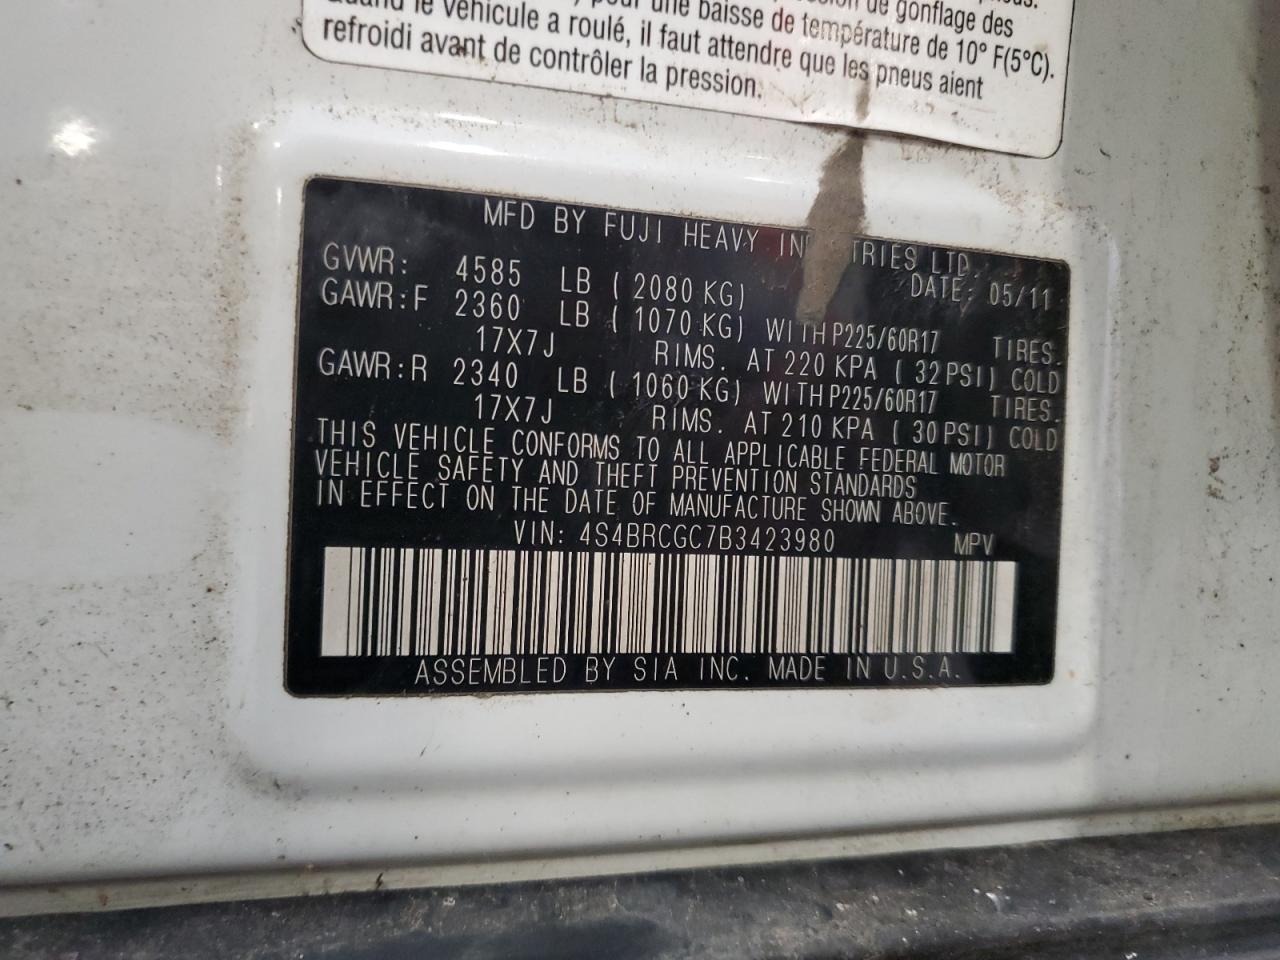 de gonflage des
pour une baisse de température de 10° F(5°C).
le véhicule a roulé, il faut attendre que les pneus aient
refroidi avant de contrôler la pression.
MFD BY FUJI HEAVY IN TRIES LTD.
DATE: 05/11
GVWR: 4585 LB ( 2080 KG)
GAWR:F 2360 LB ( 1070 KG) WITH P225/60R17 TIRES.
17X7J RIMS. AT 220 KPA ( 32 PSI) COLD
GAWR:R 2340 LB ( 1060 KG) WITH P225/60R17 TIRES.
17X7J RIMS. AT 210 KPA ( 30 PSI) COLD
THIS VEHICLE CONFORMS TO ALL APPLICABLE FEDERAL MOTOR
VEHICLE SAFETY AND THEFT PREVENTION STANDARDS
IN EFFECT ON THE DATE OF MANUFACTURE SHOWN ABOVE.
VIN: 4S4BRCGC7B3423980 MPV
ASSEMBLED BY SIA INC. MADE IN U.S.A.